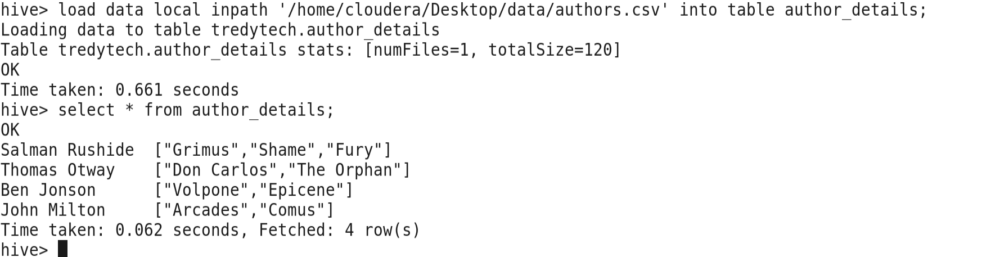 hive> load data local inpath '/home/cloudera/Desktop/data/authors.csv' into table author_details;
Loading data to table tredytech.author_details
Table tredytech.author_details stats: [numFiles=1, totalSize=120]
OK
Time taken: 0.661 seconds
hive> select * from author_details;
OK
Salman Rushide  ["Grimus","Shame","Fury"]
Thomas Otway    ["Don Carlos","The Orphan"]
Ben Jonson      ["Volpone","Epicene"]
John Milton     ["Arcades","Comus"]
Time taken: 0.062 seconds, Fetched: 4 row(s)
hive>